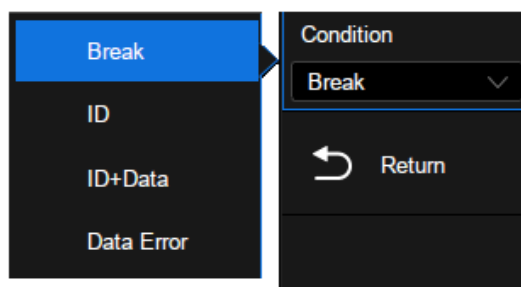 Break
ID
ID+Data
Data Error
Condition
Break
Return